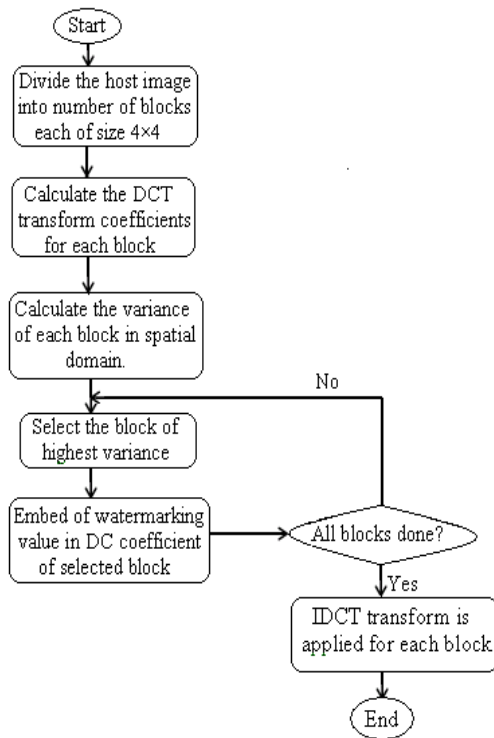 Start
Divide the host image
into number of blocks
each of size 4×4
Calculate the DCT
transform coefficients
for each block
Calculate the variance
of each block in spatial
domain.
No
Select the block of
highest variance
Embed of watermarking
value in DC coefficient
of selected block
All blocks done?
Yes
IDCT transform is
applied for each block
End